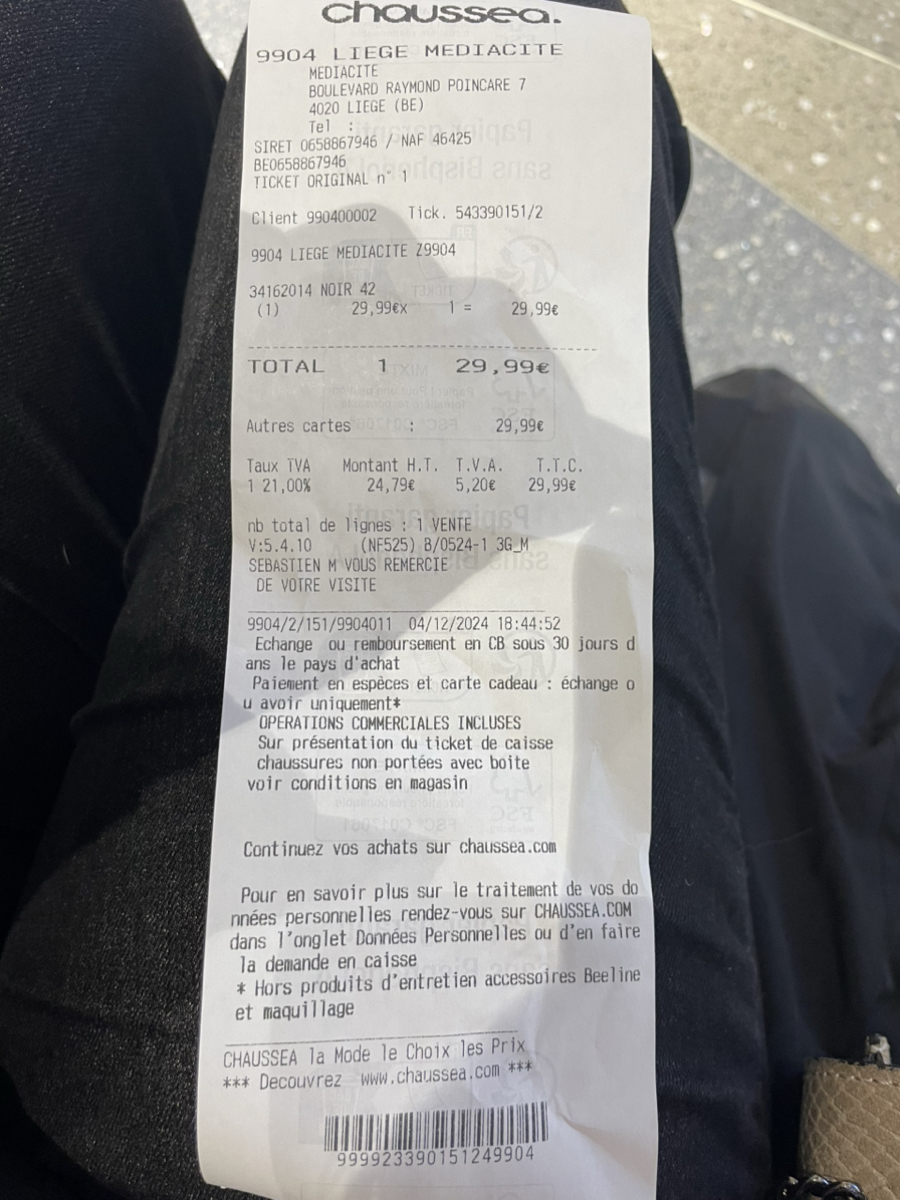 chaussea.
9904 LIEGE MEDIACITE
MEDIACITE
BOULEVARD RAYMOND POINCARE 7
4020 LIEGE (BE)
Tel :
SIRET 0658867946 / NAF 46425
BE0658867946
TICKET ORIGINAL n° 1
Client 990400002 Tick. 543390151/2
9904 LIEGE MEDIACITE Z9904
34162014 NOIR 42
(1) 29,99€x 1 = 29,99€
TOTAL 1 29,99€
Autres cartes : 29,99€
Taux TVA Montant H.T. T.V.A. T.T.C.
1 21,00% 24,79€ 5,20€ 29,99€
nb total de lignes : 1 VENTE
V:5.4.10 (NF525) B/0524-1 3G_M
SEBASTIEN M VOUS REMERCIE
DE VOTRE VISITE
9904/2/151/9904011 04/12/2024 18:44:52
Echange ou remboursement en CB sous 30 jours d
ans le pays d'achat
Paiement en espèces et carte cadeau : échange o
u avoir uniquement*
OPERATIONS COMMERCIALES INCLUSES
Sur présentation du ticket de caisse
chaussures non portées avec boite
voir conditions en magasin
Continuez vos achats sur chaussea.com
Pour en savoir plus sur le traitement de vos do
nnées personnelles rendez-vous sur CHAUSSEA.COM
dans l'onglet Données Personnelles ou d'en faire
la demande en caisse
* Hors produits d'entretien accessoires Beeline
et maquillage
CHAUSSEA la Mode le Choix les Prix
*** Decouvrez www.chaussea.com ***
999923390151249904